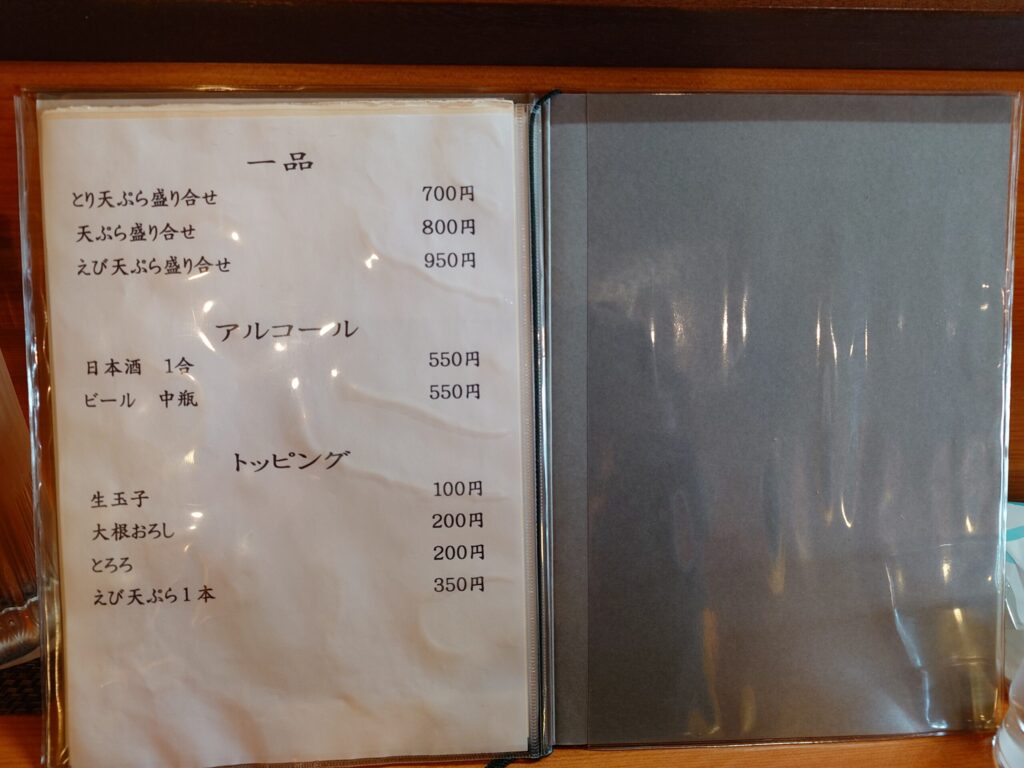 一品
とり天ぷら盛り合せ 700円
天ぷら盛り合せ 800円
えび天ぷら盛り合せ 950円
アルコール
日本酒 1合 550円
ビール 中瓶 550円
トッピング
生玉子 100円
大根おろし 200円
とろろ 200円
えび天ぷら1本 350円